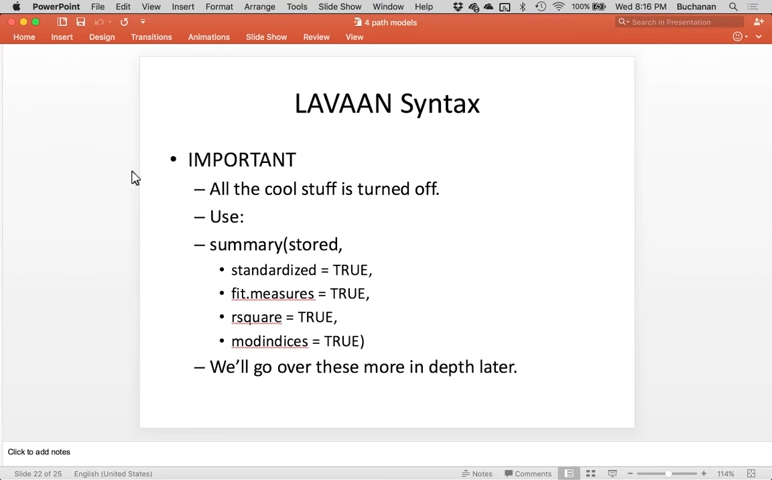 PowerPoint File Edit View Insert Format Arrange Tools Slide Show Window Help 100% Wed 8:16 PM Buchanan
4 path models
Search in Presentation
Home Insert Design Transitions Animations Slide Show Review View
LAVAAN Syntax
• IMPORTANT
– All the cool stuff is turned off.
– Use:
– summary(stored,
• standardized = TRUE,
• fit.measures = TRUE,
• rsquare = TRUE,
• modindices = TRUE)
– We'll go over these more in depth later.
Click to add notes
Slide 22 of 25 English (United States) Notes Comments 114%